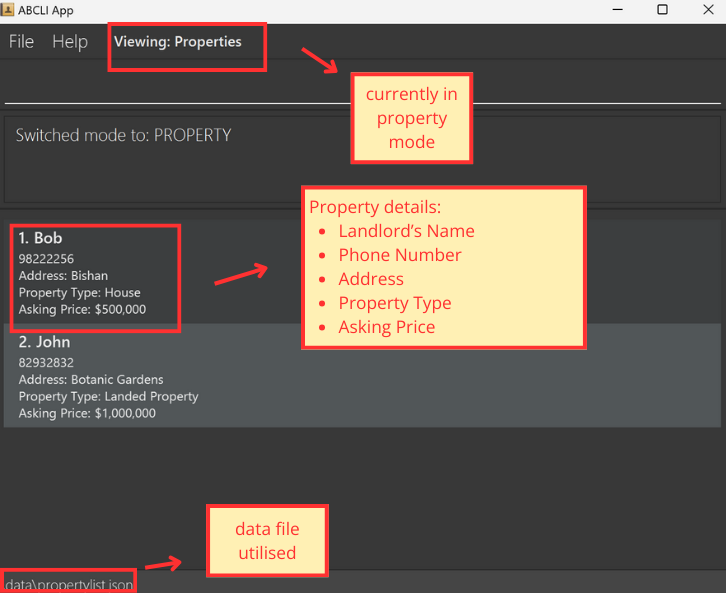 ABCLI App
File Help Viewing: Properties
currently in
property
mode
Switched mode to: PROPERTY
Property details:
• Landlord’s Name
• Phone Number
• Address
• Property Type
• Asking Price
1. Bob
98222256
Address: Bishan
Property Type: House
Asking Price: $500,000
2. John
82932832
Address: Botanic Gardens
Property Type: Landed Property
Asking Price: $1,000,000
data file
utilised
data\propertylist.json